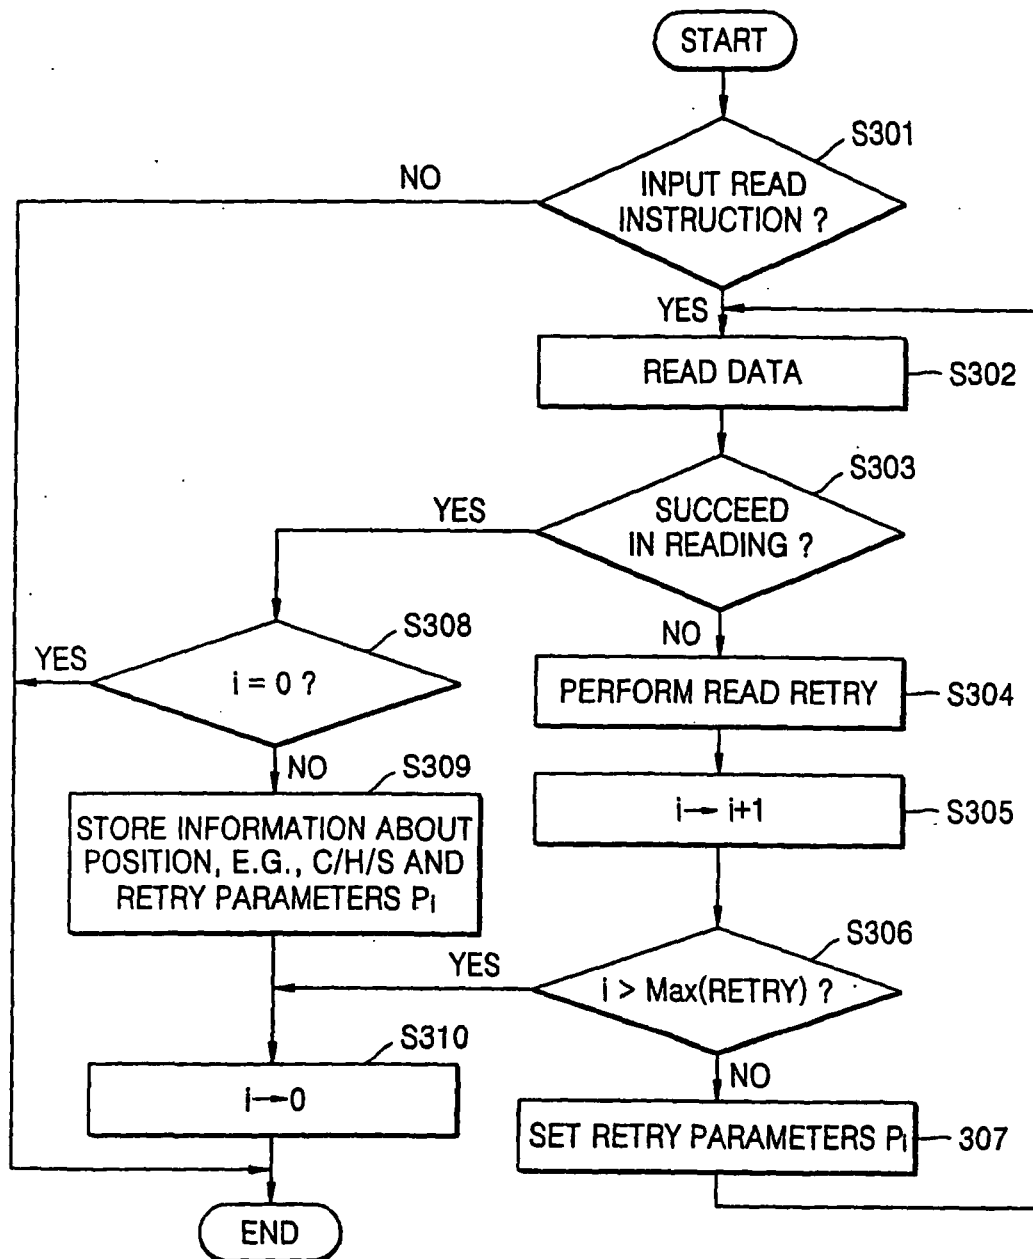 START
S301
NO
INPUT READ
INSTRUCTION ?
YES
READ DATA
S302
S303
YES
SUCCEED
IN READING ?
NO
S308
YES
i = 0 ?
PERFORM READ RETRY
S304
NO
S309
i → i+1
S305
STORE INFORMATION ABOUT
POSITION, E.G., C/H/S AND
RETRY PARAMETERS Pi
S306
YES
i > Max(RETRY) ?
S310
NO
i → 0
SET RETRY PARAMETERS Pi
307
END